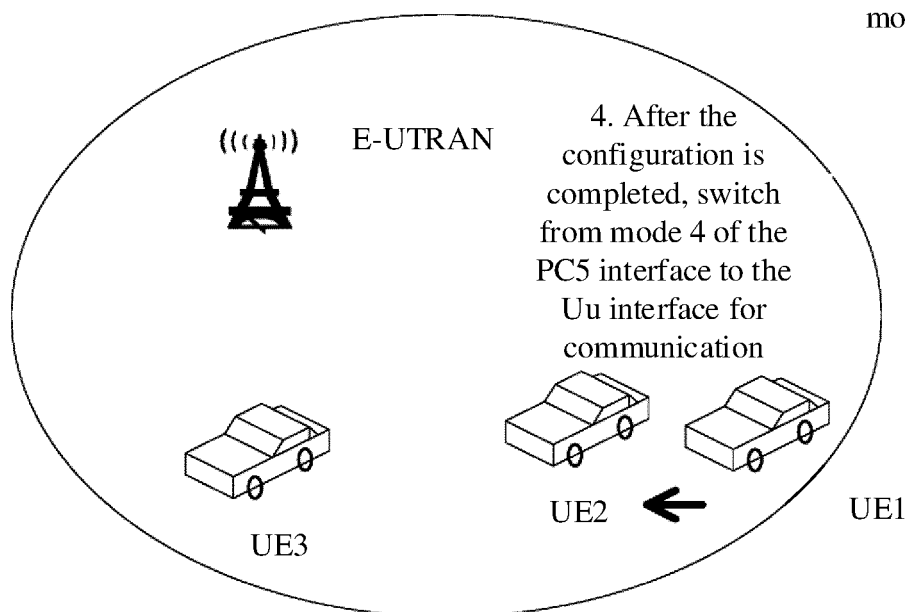 mo
E-UTRAN
4. After the
configuration is
completed, switch
from mode 4 of the
PC5 interface to the
Uu interface for
communication
UE2
UE1
UE3